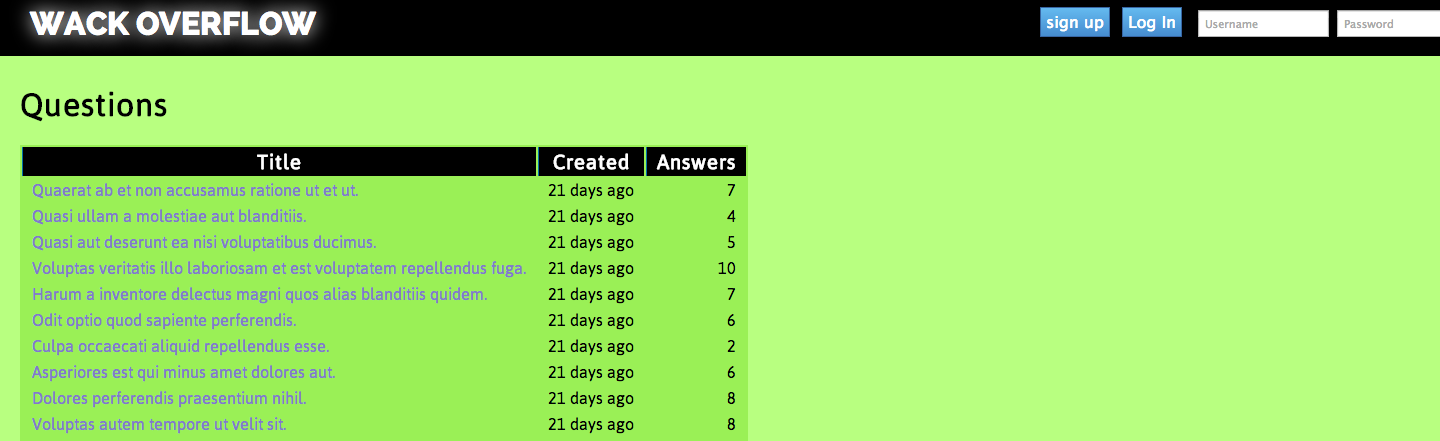 WACK OVERFLOW sign up Log In Username Password
Questions
Title Created Answers
Quaerat ab et non accusamus ratione ut et ut. 21 days ago 7
Quasi ullam a molestiae aut blanditiis. 21 days ago 4
Quasi aut deserunt ea nisi voluptatibus ducimus. 21 days ago 5
Voluptas veritatis illo laboriosam et est voluptatem repellendus fuga. 21 days ago 10
Harum a inventore delectus magni quos alias blanditiis quidem. 21 days ago 7
Odit optio quod sapiente perferendis. 21 days ago 6
Culpa occaecati aliquid repellendus esse. 21 days ago 2
Asperiores est qui minus amet dolores aut. 21 days ago 6
Dolores perferendis praesentium nihil. 21 days ago 8
Voluptas autem tempore ut velit sit. 21 days ago 8